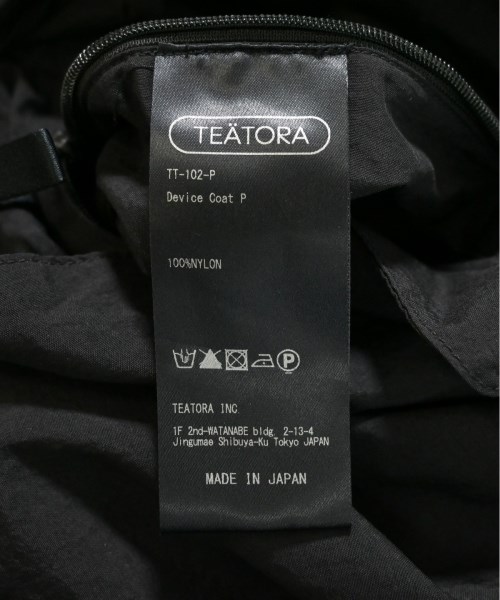 TEÄTORA
TT-102-P
Device Coat P
100%NYLON
P
TEATORA INC.
1F 2nd-WATANABE bldg. 2-13-4
Jingumae Shibuya-Ku Tokyo JAPAN
MADE IN JAPAN